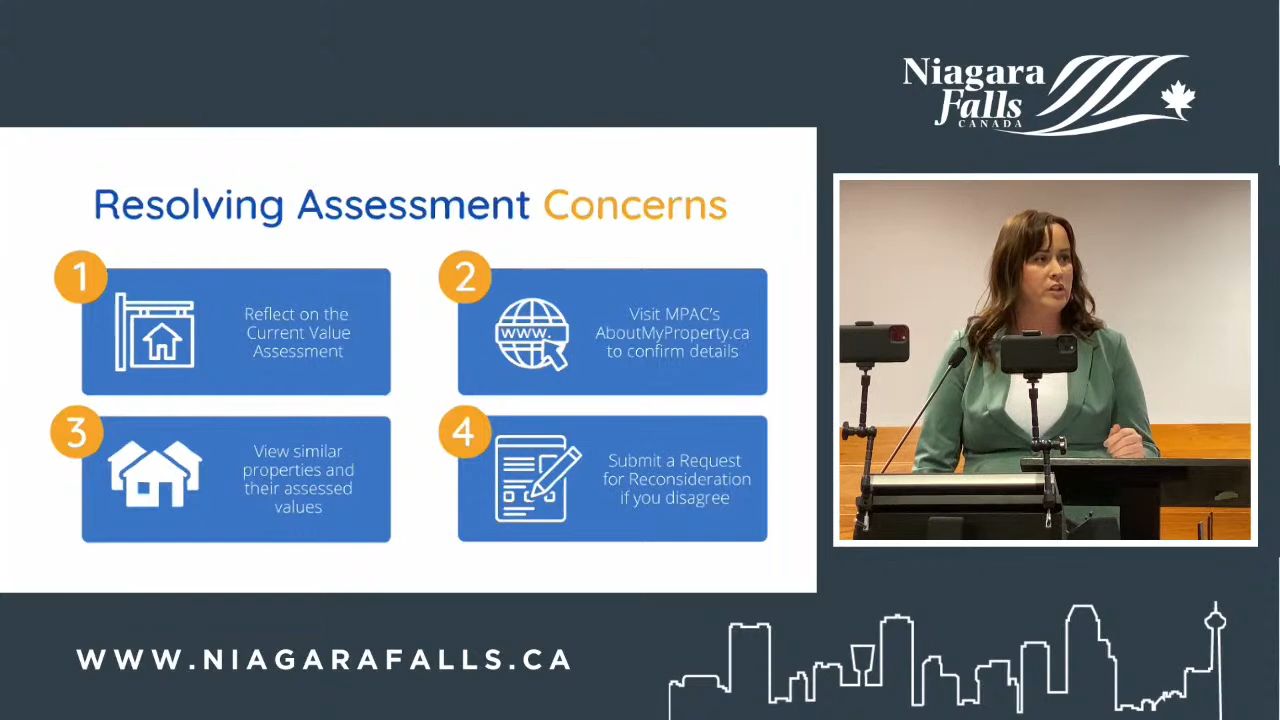 Niagara
Falls
CANADA
Resolving Assessment Concerns
1
Reflect on the
Current Value
Assessment
2
www.
Visit MPAC's
AboutMyProperty.ca
to confirm details
3
View similar
properties and
their assessed
values
4
Submit a Request
for Reconsideration
if you disagree
WWW.NIAGARAFALLS.CA